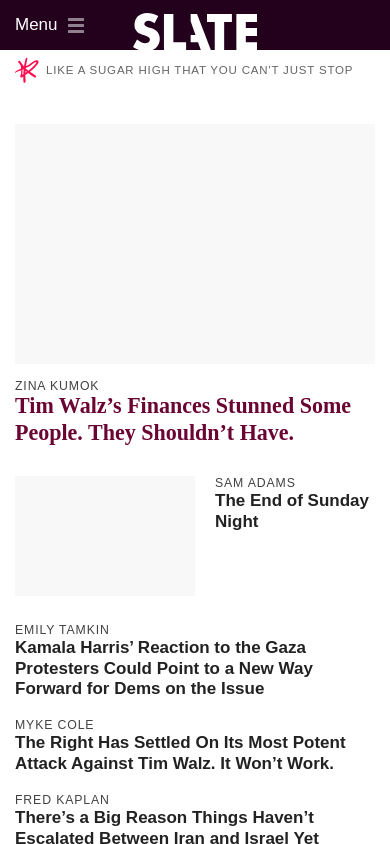 Menu
SLATE
LIKE A SUGAR HIGH THAT YOU CAN'T JUST STOP
ZINA KUMOK
Tim Walz’s Finances Stunned Some
People. They Shouldn’t Have.
SAM ADAMS
The End of Sunday
Night
EMILY TAMKIN
Kamala Harris’ Reaction to the Gaza
Protesters Could Point to a New Way
Forward for Dems on the Issue
MYKE COLE
The Right Has Settled On Its Most Potent
Attack Against Tim Walz. It Won’t Work.
FRED KAPLAN
There’s a Big Reason Things Haven’t
Escalated Between Iran and Israel Yet